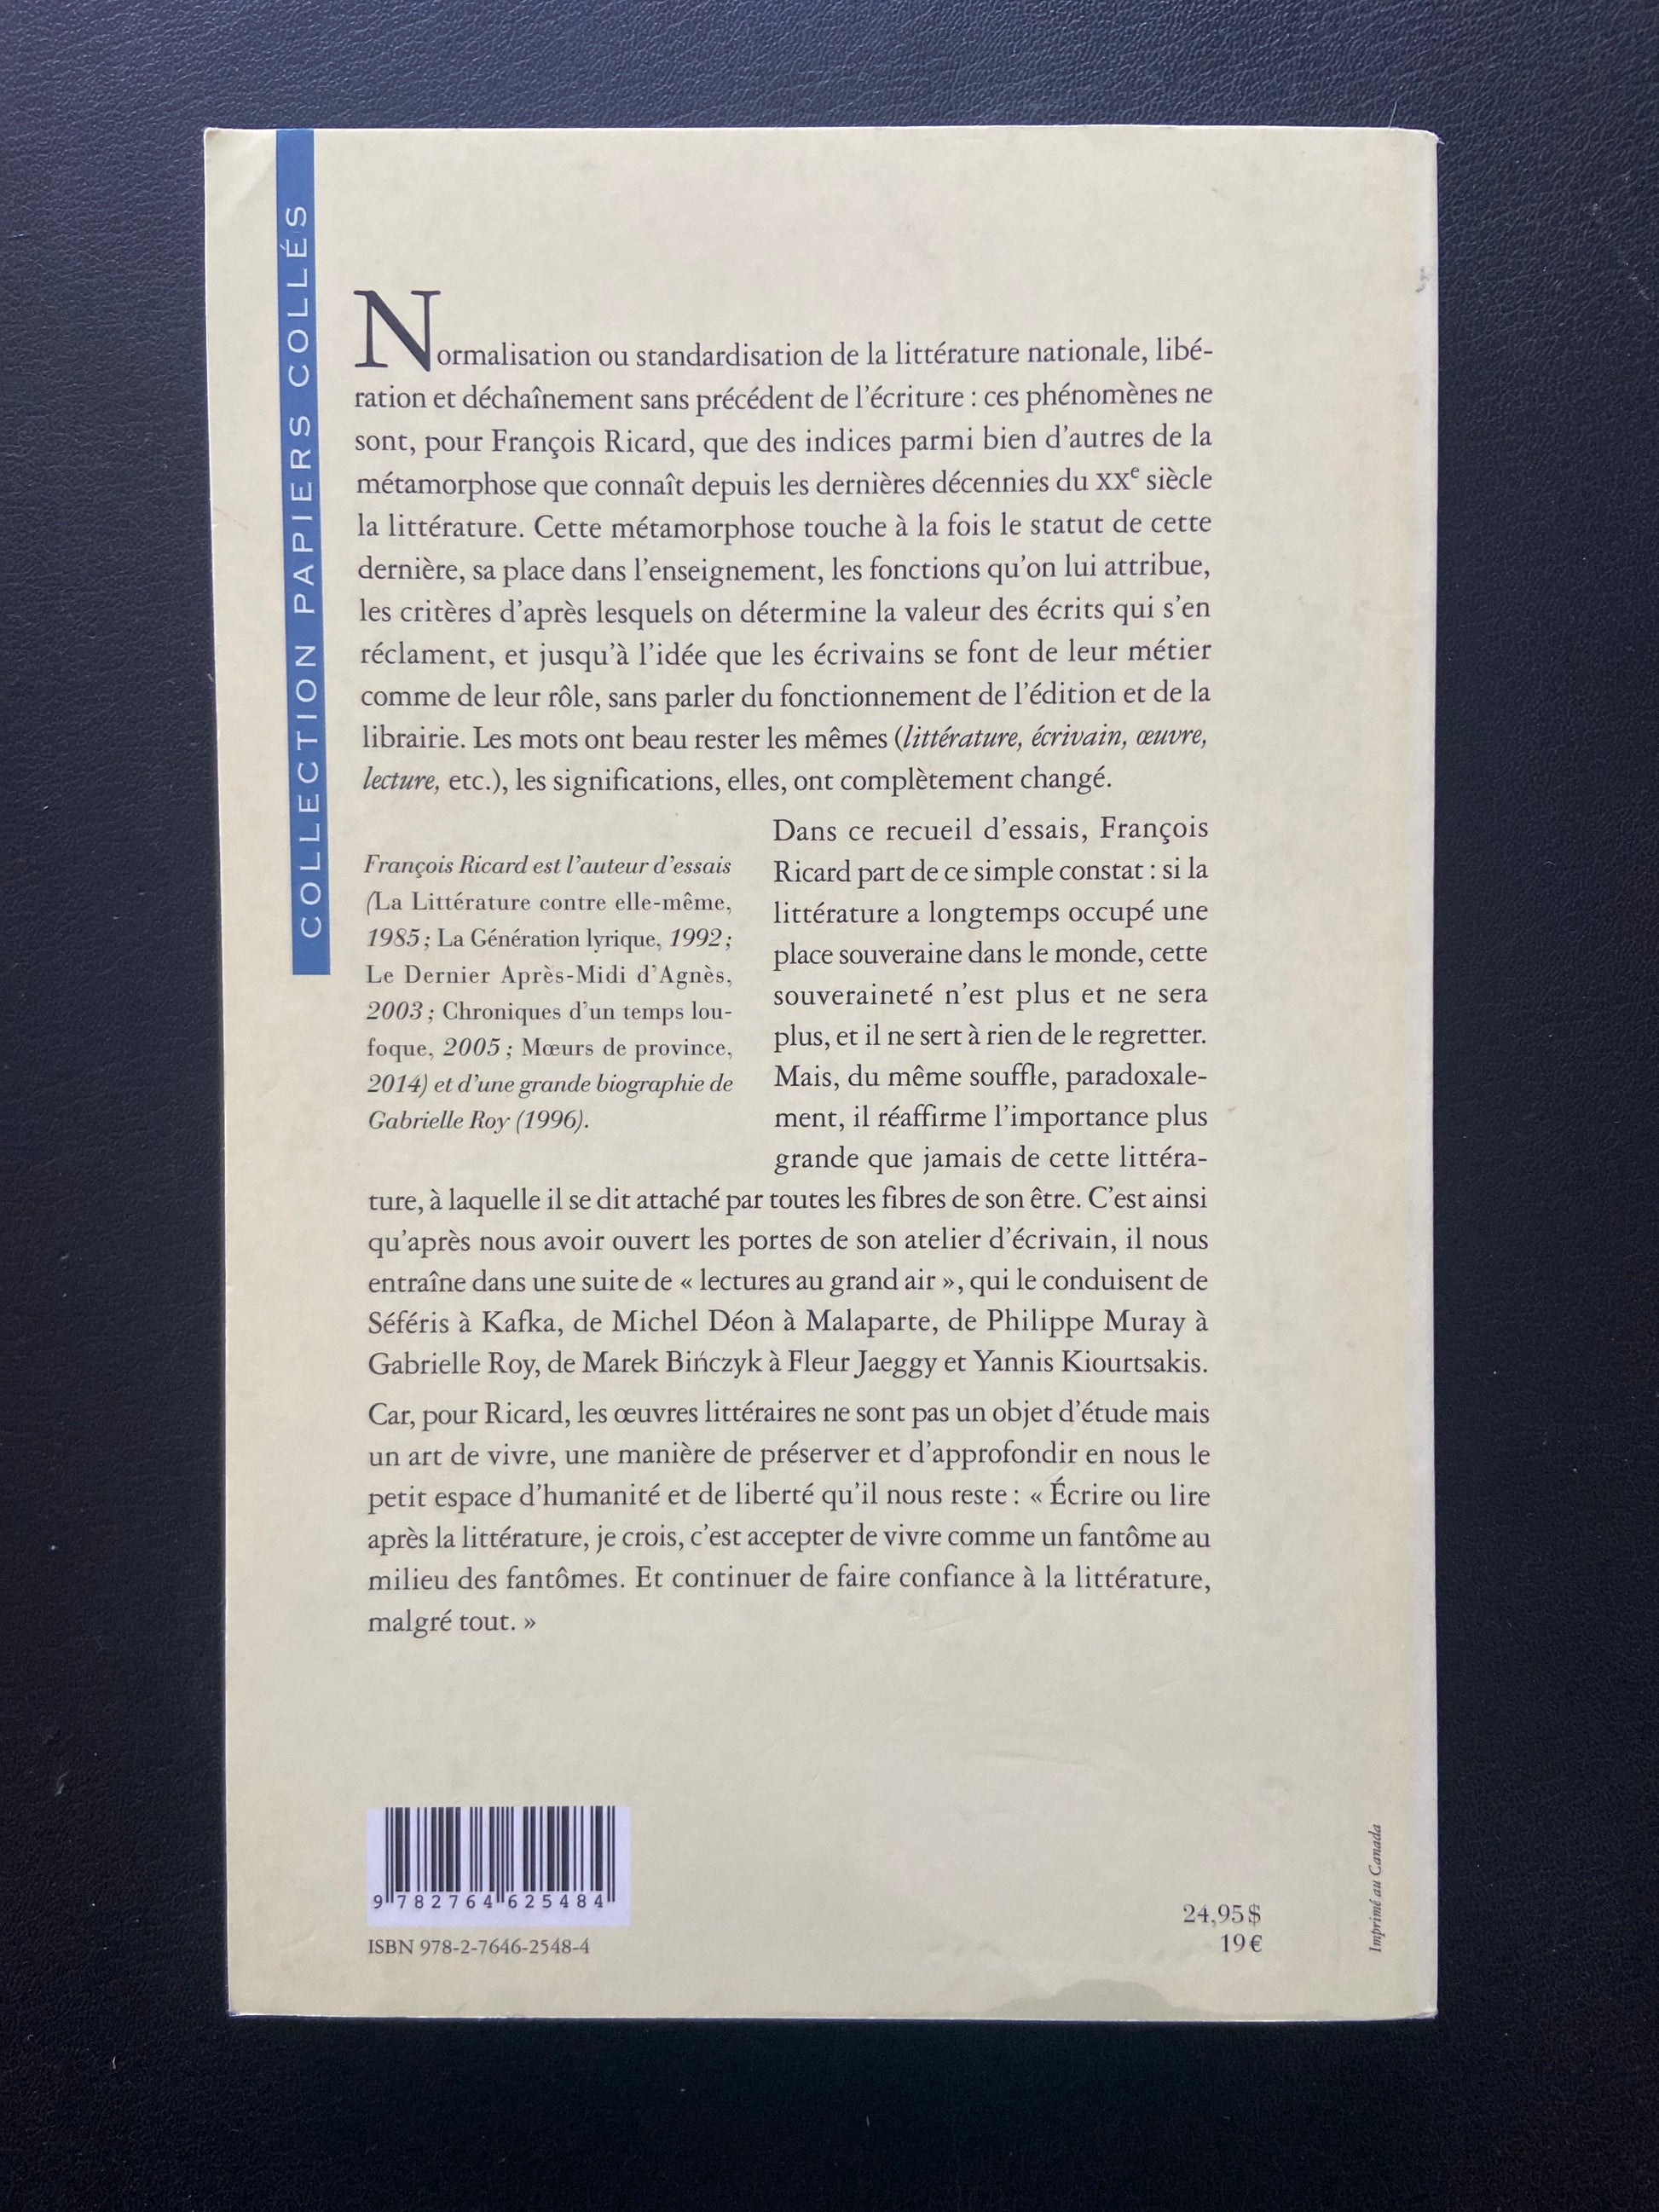 COLLECTION PAPIERS COLLÉS
Normalisation ou standardisation de la littérature nationale, libé-
ration et déchaînement sans précédent de l'écriture : ces phénomènes ne
sont, pour François Ricard, que des indices parmi bien d'autres de la
métamorphose que connaît depuis les dernières décennies du XXe siècle
la littérature. Cette métamorphose touche à la fois le statut de cette
dernière, sa place dans l'enseignement, les fonctions qu'on lui attribue,
les critères d'après lesquels on détermine la valeur des écrits qui s'en
réclament, et jusqu'à l'idée que les écrivains se font de leur métier
comme de leur rôle, sans parler du fonctionnement de l'édition et de la
librairie. Les mots ont beau rester les mêmes (littérature, écrivain, œuvre,
lecture, etc.), les significations, elles, ont complètement changé.
François Ricard est l'auteur d'essais
(La Littérature contre elle-même,
1985 ; La Génération lyrique, 1992 ;
Le Dernier Après-Midi d'Agnès,
2003 ; Chroniques d'un temps lou-
foque, 2005 ; Mœurs de province,
2014) et d'une grande biographie de
Gabrielle Roy (1996).
Dans ce recueil d'essais, François
Ricard part de ce simple constat : si la
littérature a longtemps occupé une
place souveraine dans le monde, cette
souveraineté n'est plus et ne sera
plus, et il ne sert à rien de le regretter.
Mais, du même souffle, paradoxale-
ment, il réaffirme l'importance plus
grande que jamais de cette littéra-
ture, à laquelle il se dit attaché par toutes les fibres de son être. C'est ainsi
qu'après nous avoir ouvert les portes de son atelier d'écrivain, il nous
entraîne dans une suite de « lectures au grand air », qui le conduisent de
Séféris à Kafka, de Michel Déon à Malaparte, de Philippe Muray à
Gabrielle Roy, de Marek Bińczyk à Fleur Jaeggy et Yannis Kiourtsakis.
Car, pour Ricard, les œuvres littéraires ne sont pas un objet d'étude mais
un art de vivre, une manière de préserver et d'approfondir en nous le
petit espace d'humanité et de liberté qu'il nous reste : « Écrire ou lire
après la littérature, je crois, c'est accepter de vivre comme un fantôme au
milieu des fantômes. Et continuer de faire confiance à la littérature,
malgré tout. »
9 782764 625484
ISBN 978-2-7646-2548-4
24,95 $
19 €
Imprimé au Canada